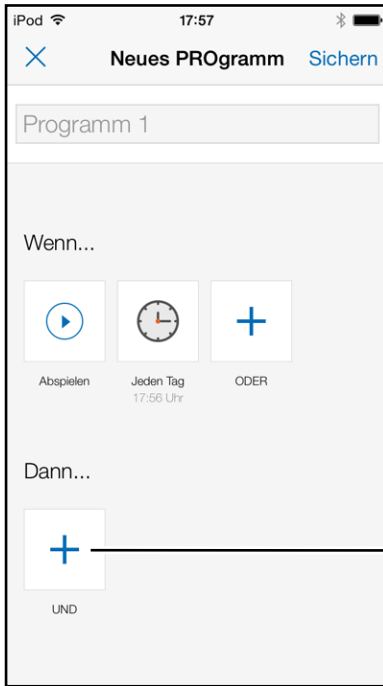 iPod 17:57
Neues PROgramm Sichern
Programm 1
Wenn...
Abspielen Jeden Tag ODER
17:56 Uhr
Dann...
UND